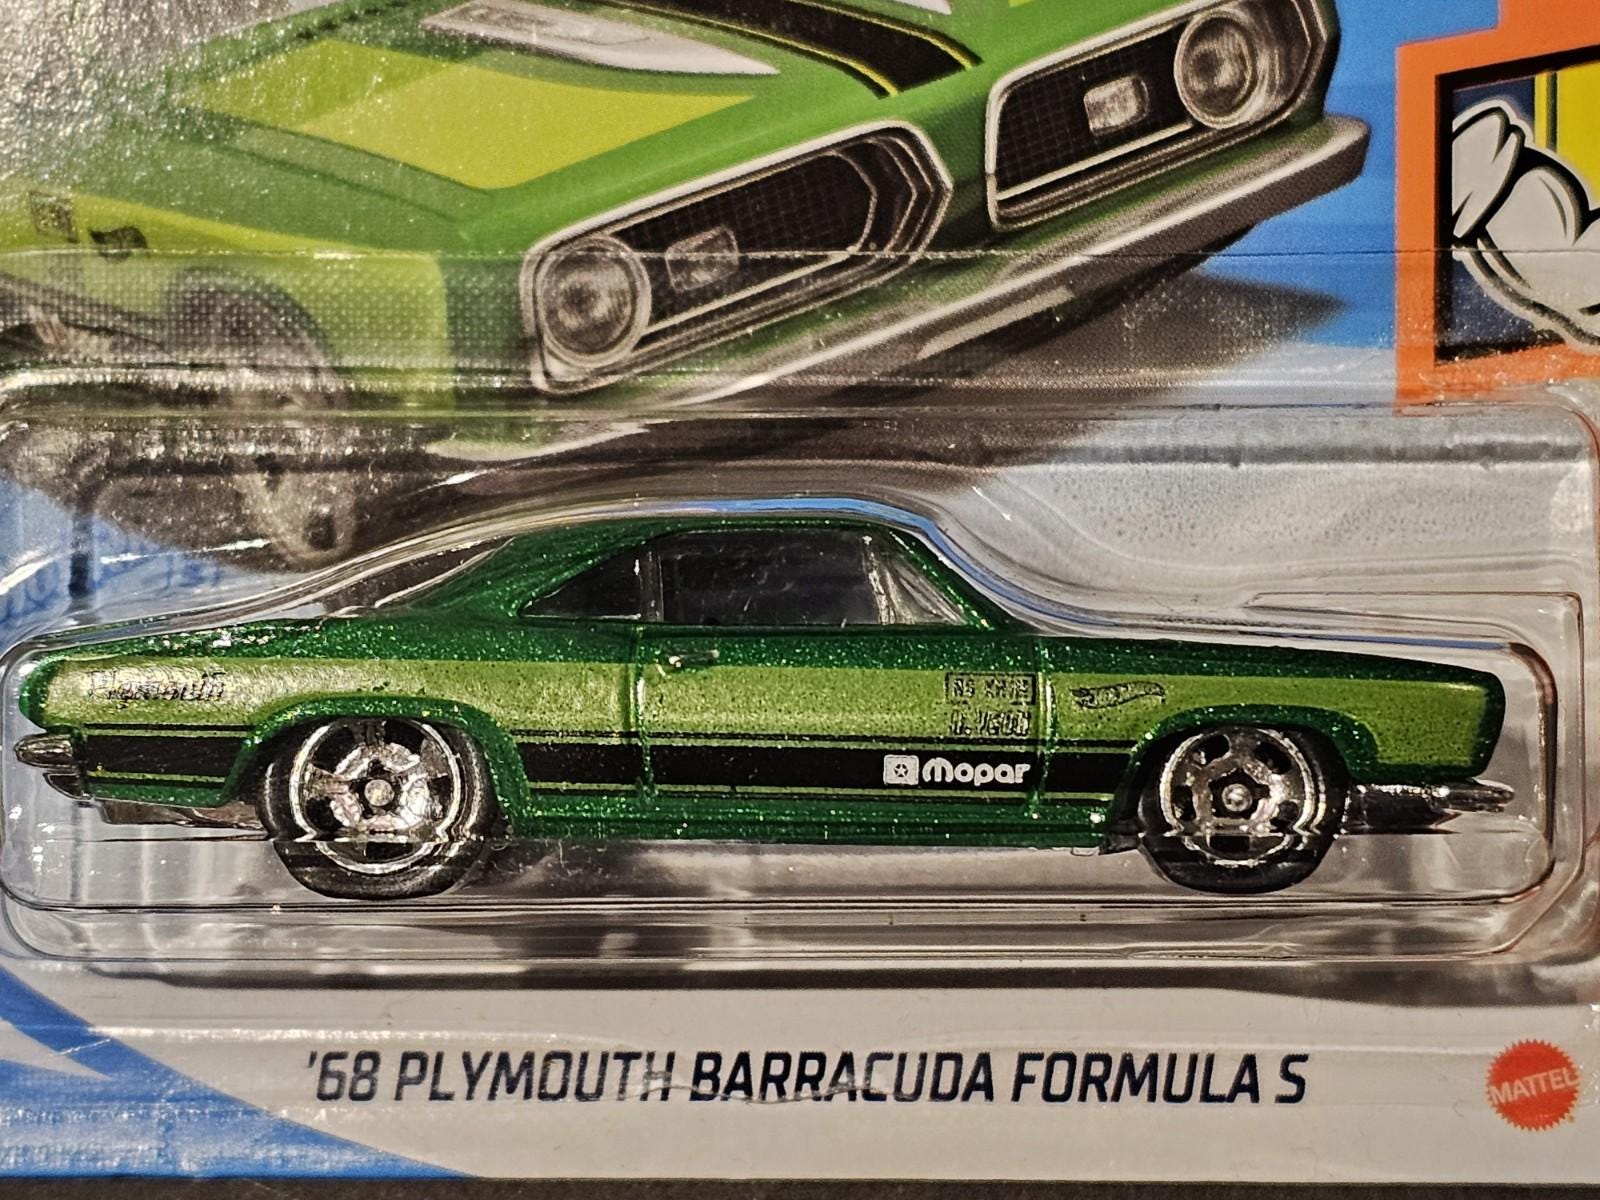 Plymouth
Mopar
'68 PLYMOUTH BARRACUDA FORMULA S
MATTEL